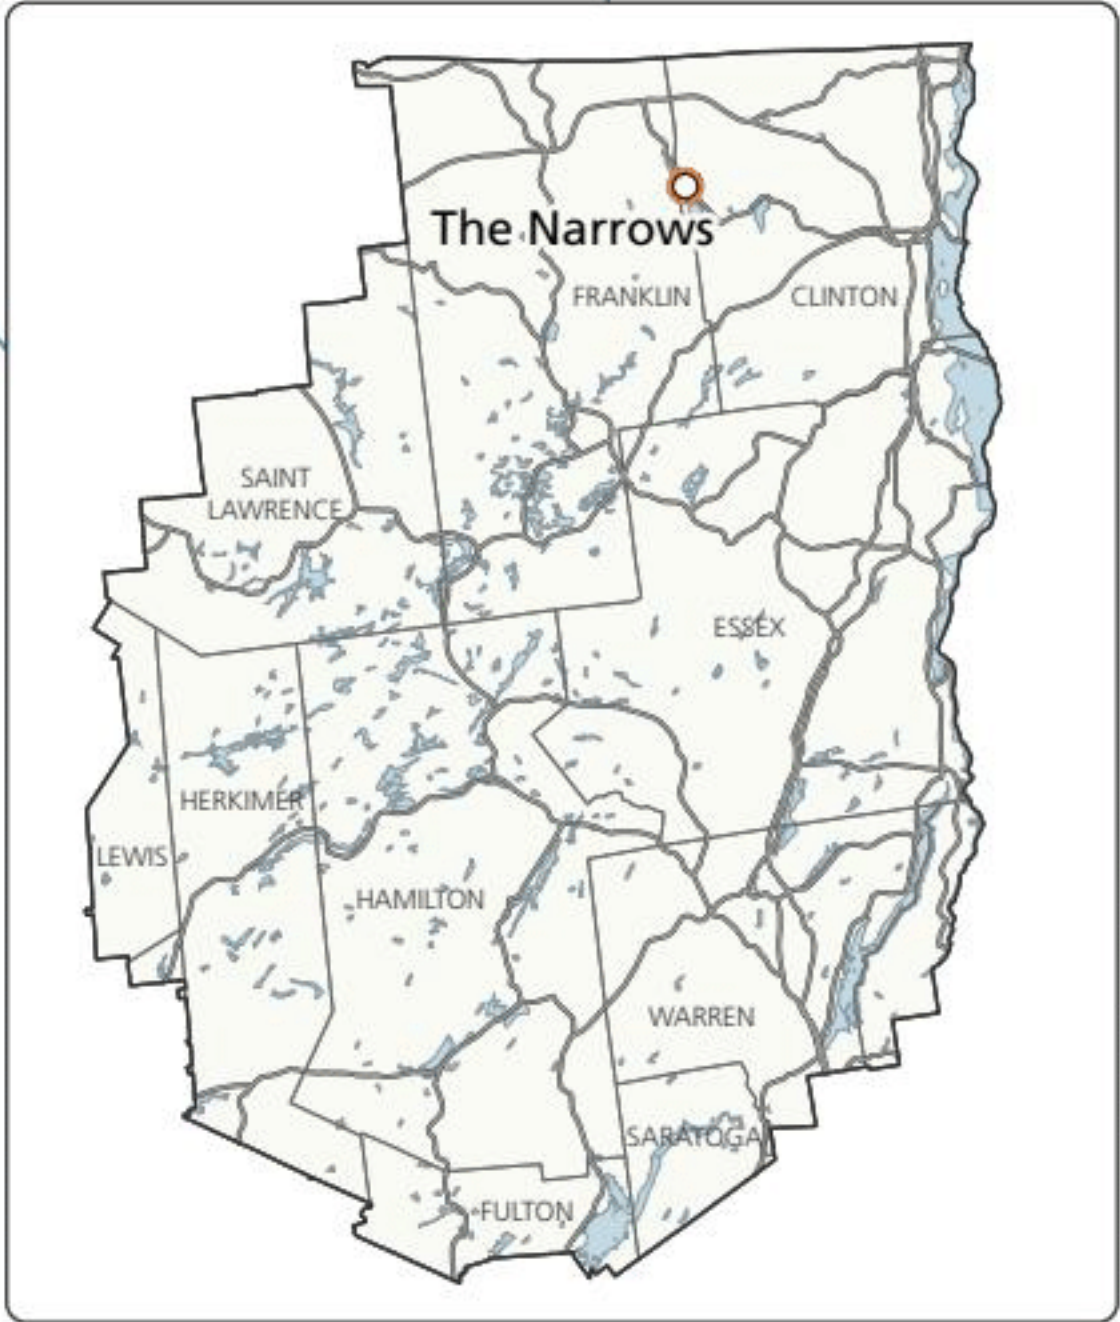 The Narrows
FRANKLIN
CLINTON
SAINT
LAWRENCE
ESSEX
HERKIMER
LEWIS
HAMILTON
WARREN
SARATOGA
FULTON